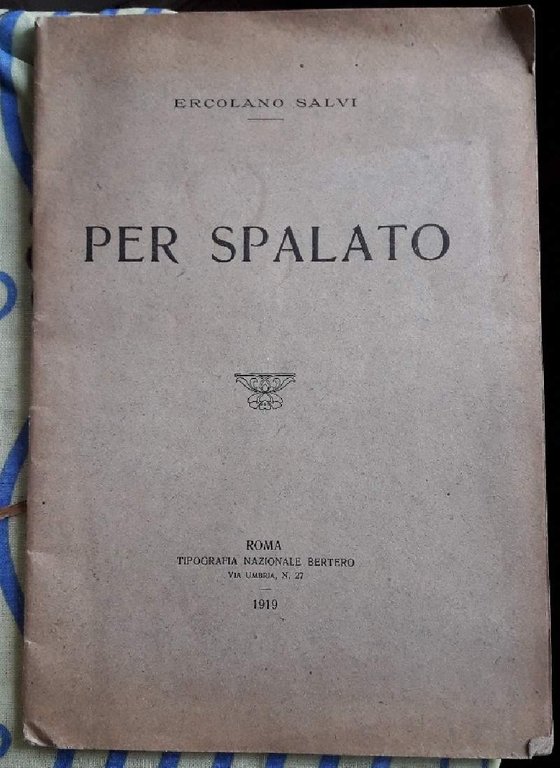 ERCOLANO SALVI
PER SPALATO
ROMA
TIPOGRAFIA NAZIONALE BERTERO
VIA UMBRIA, N. 27
1919